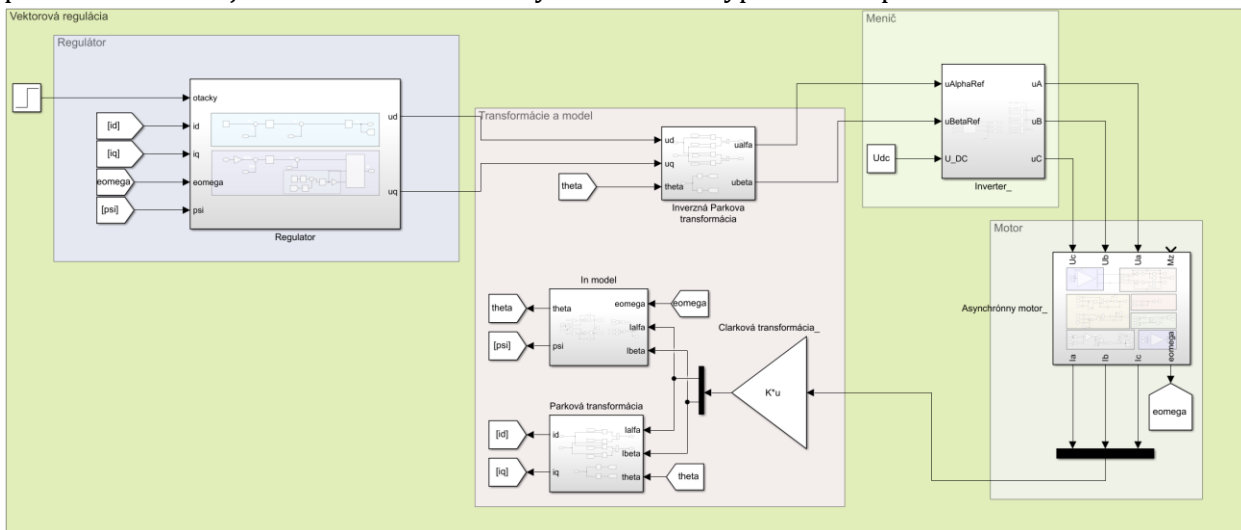 Vektorová regulácia
Regulátor
otacky
id
iq
eomega
psi
ud
uq
Regulator
[id]
[iq]
eomega
[psi]
Transformácie a model
ud
uq
theta
ualfa
ubeta
theta
Inverzná Parkova
transformácia
Menič
uAlphaRef
uBetaRef
U_DC
uA
uB
uC
Udc
Inverter_
Motor
Uc
Ub
Ua
Mz
Asynchrónny motor_
Ia
Ib
Ic
eomega
eomega
In model
theta
[psi]
theta
psi
eomega
Ialfa
Ibeta
eomega
Clarková transformácia_
K*u
Parková transformácia
[id]
[iq]
id
iq
Ialfa
Ibeta
theta
theta